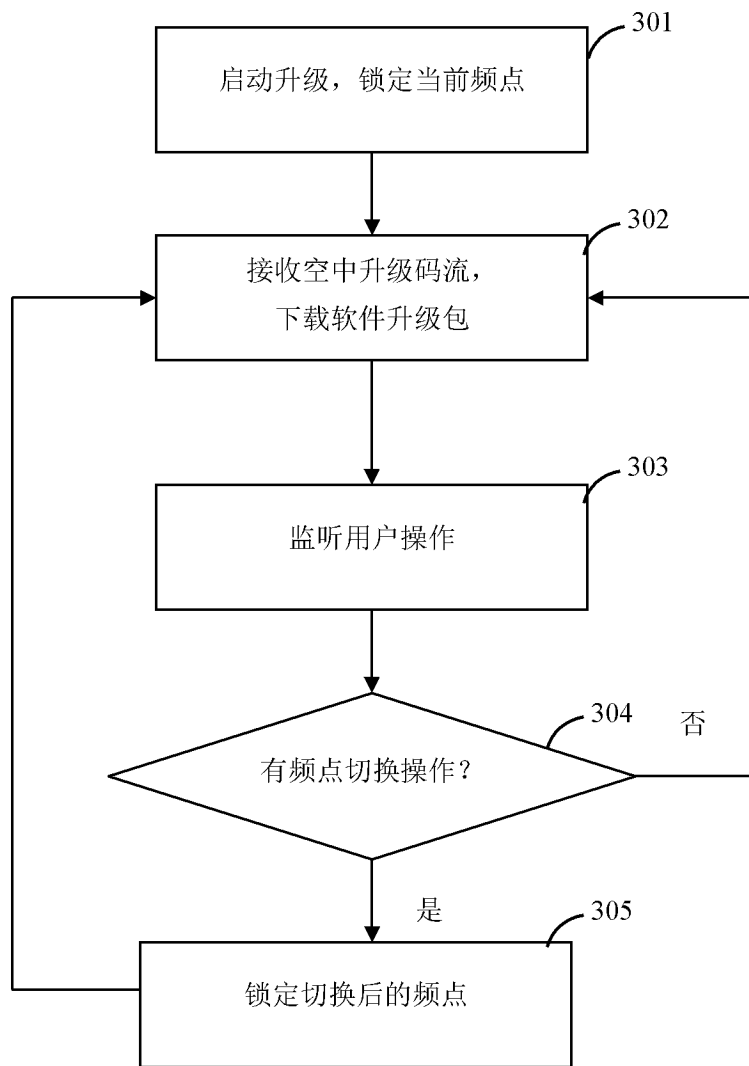 301
启动升级，锁定当前频点
302
接收空中升级码流，
下载软件升级包
303
监听用户操作
304
否
有频点切换操作？
是
305
锁定切换后的频点